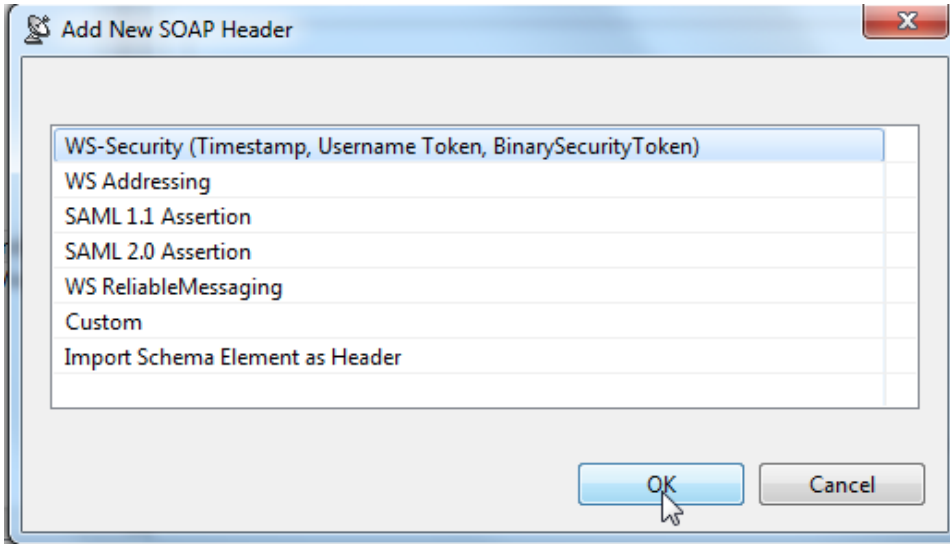 Add New SOAP Header
WS-Security (Timestamp, Username Token, BinarySecurityToken)
WS Addressing
SAML 1.1 Assertion
SAML 2.0 Assertion
WS ReliableMessaging
Custom
Import Schema Element as Header
OK Cancel